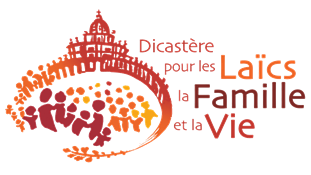 Dicastère
pour les Laïcs
la Famille
et la Vie